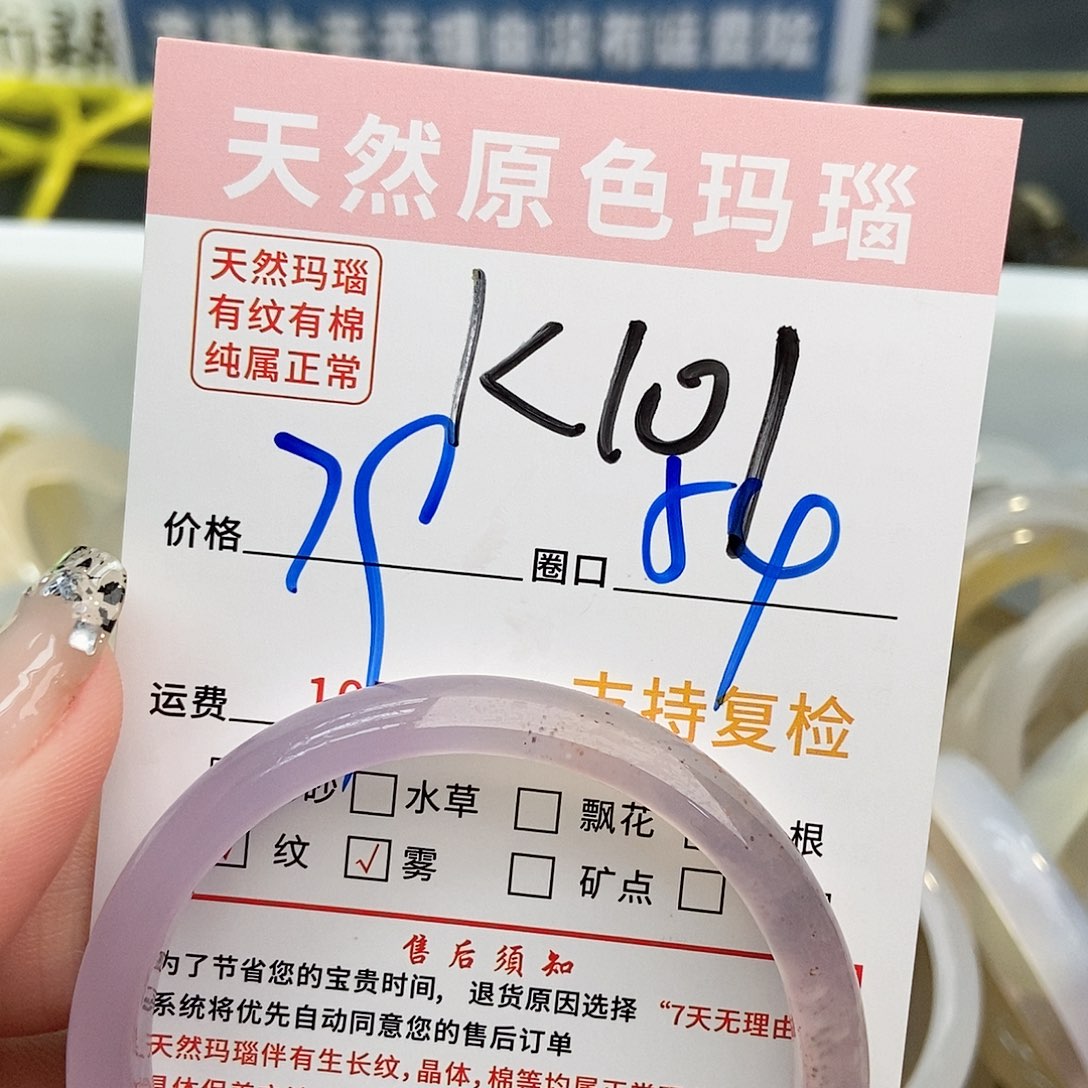 天然原色玛瑙
天然玛瑙
有纹有棉
纯属正常
K101
价格
圈口
运费
支持复检
砂 水草 飘花 根
纹 雾 矿点
售后须知
为了节省您的宝贵时间，退货原因选择 “7天无理由
系统将优先自动同意您的售后订单
天然玛瑙伴有生长纹，晶体，棉等均属正常